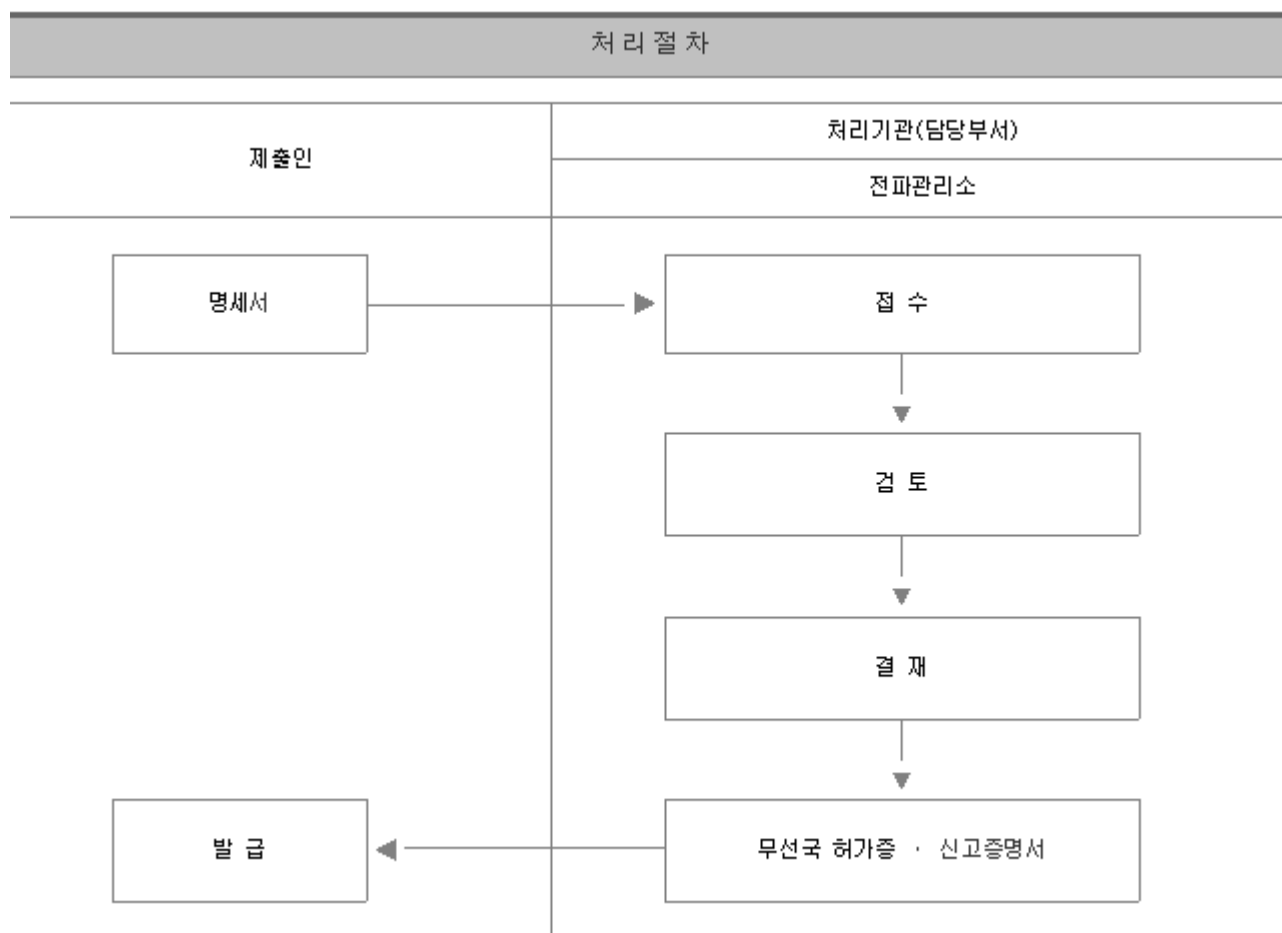 처 리 절 차
제출인
처리기관(담당부서)
전파관리소
명세서
접 수
검 토
결 재
발 급
무선국 허가증 · 신고증명서